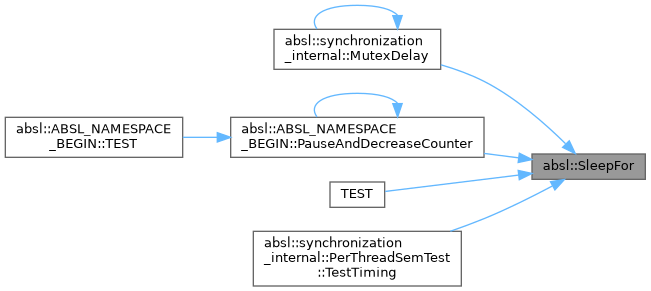 absl::synchronization
_internal::MutexDelay
absl::ABSL_NAMESPACE
_BEGIN::TEST
absl::ABSL_NAMESPACE
_BEGIN::PauseAndDecreaseCounter
absl::SleepFor
TEST
absl::synchronization
_internal::PerThreadSemTest
::TestTiming